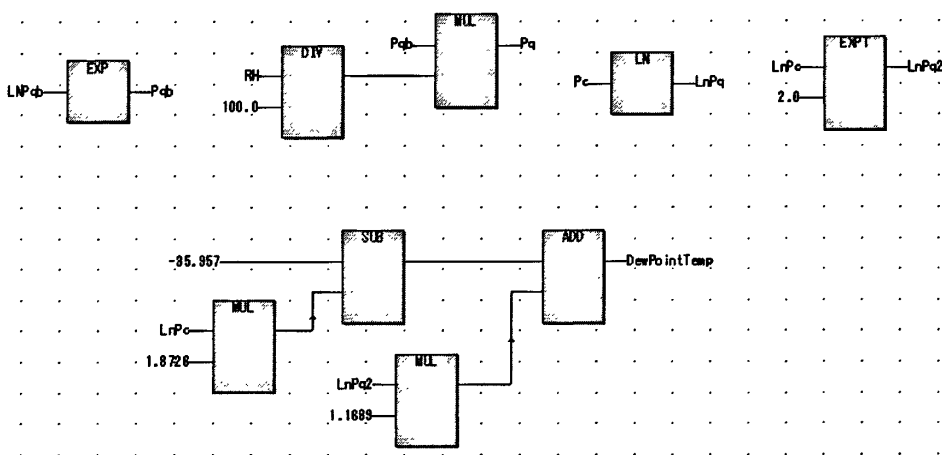 MUL
Pqb Pq
EXP
DIV
LN
EXPT
RH
LnPc LnPq2
LNPqb Pqb
Pc LnPq
100.0
2.0
SUB
ADD
-35.957
DewPointTemp
MUL
LnPc
1.8726
MUL
LnPq2
1.1689